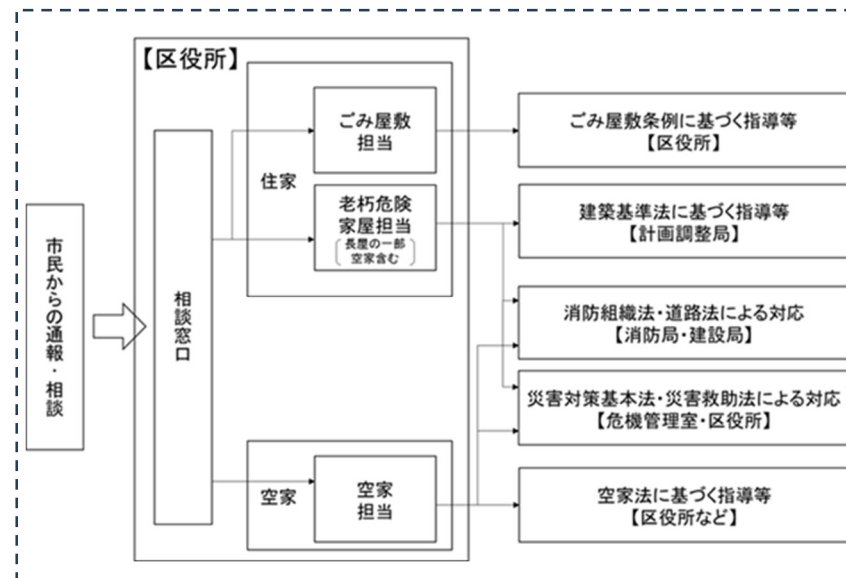 【区役所】
市民からの通報・相談
相談窓口
住家
ごみ屋敷
担当
老朽危険
家屋担当
長屋の一部
空家含む
空家
空家
担当
ごみ屋敷条例に基づく指導等
【区役所】
建築基準法に基づく指導等
【計画調整局】
消防組織法・道路法による対応
【消防局・建設局】
災害対策基本法・災害救助法による対応
【危機管理室・区役所】
空家法に基づく指導等
【区役所など】